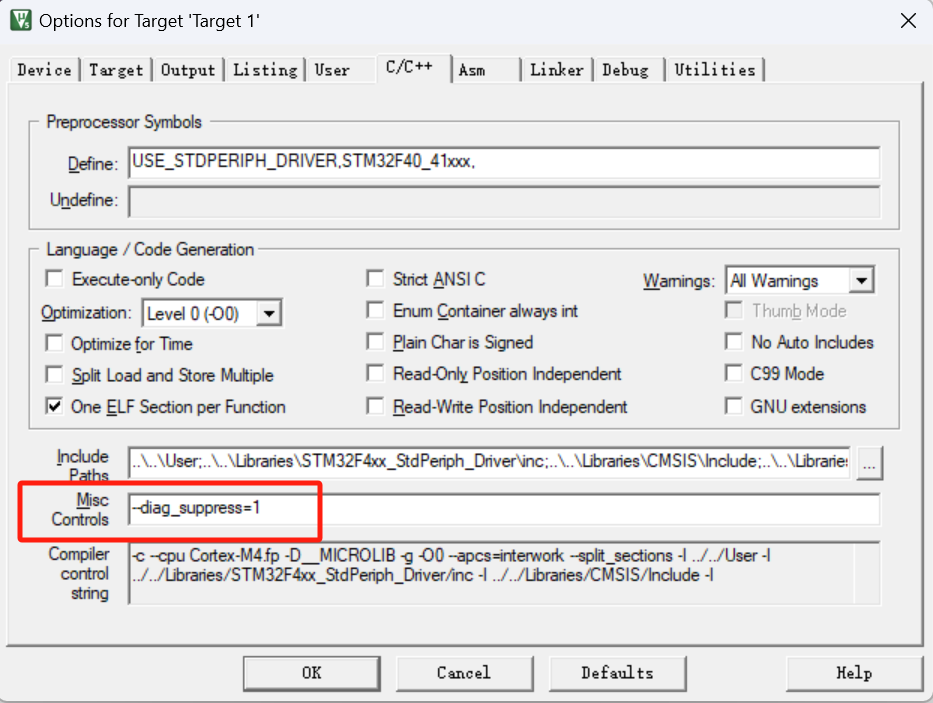 Options for Target 'Target 1'
Device Target Output Listing User C/C++ Asm Linker Debug Utilities
Preprocessor Symbols
Define: USE_STDPERIPH_DRIVER,STM32F40_41xxx,
Undefine:
Language / Code Generation
Execute-only Code Strict ANSI C Warnings: All Warnings
Optimization: Level 0 (-O0) Enum Container always int Thumb Mode
Optimize for Time Plain Char is Signed No Auto Includes
Split Load and Store Multiple Read-Only Position Independent C99 Mode
One ELF Section per Function Read-Write Position Independent GNU extensions
Include Paths ..\..\User;..\..\Libraries\STM32F4xx_StdPeriph_Driver\inc;..\..\Libraries\CMSIS\Include;..\..\Libraries ...
Misc Controls --diag_suppress=1
Compiler control string -c --cpu Cortex-M4.fp -D__MICROLIB -g -O0 --apcs=interwork --split_sections -I ../../User -I
../../Libraries/STM32F4xx_StdPeriph_Driver/inc -I ../../Libraries/CMSIS/Include -I
OK Cancel Defaults Help